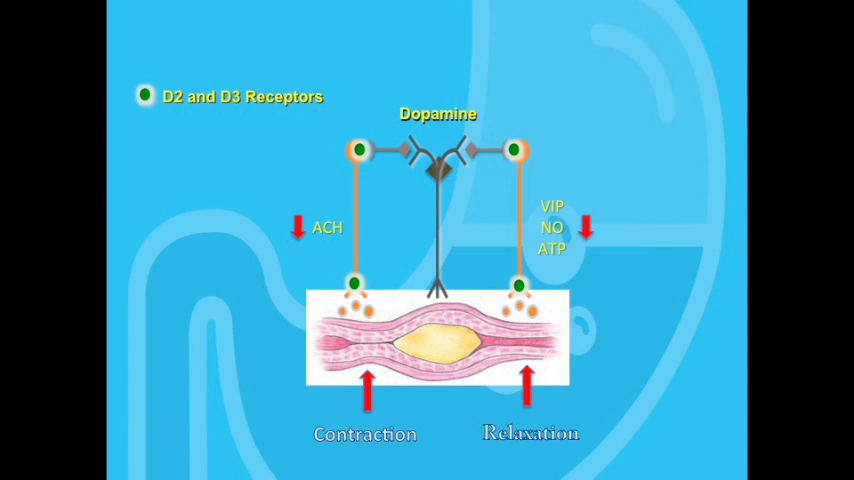 D2 and D3 Receptors
Dopamine
ACH
VIP
NO
ATP
Contraction
Relaxation